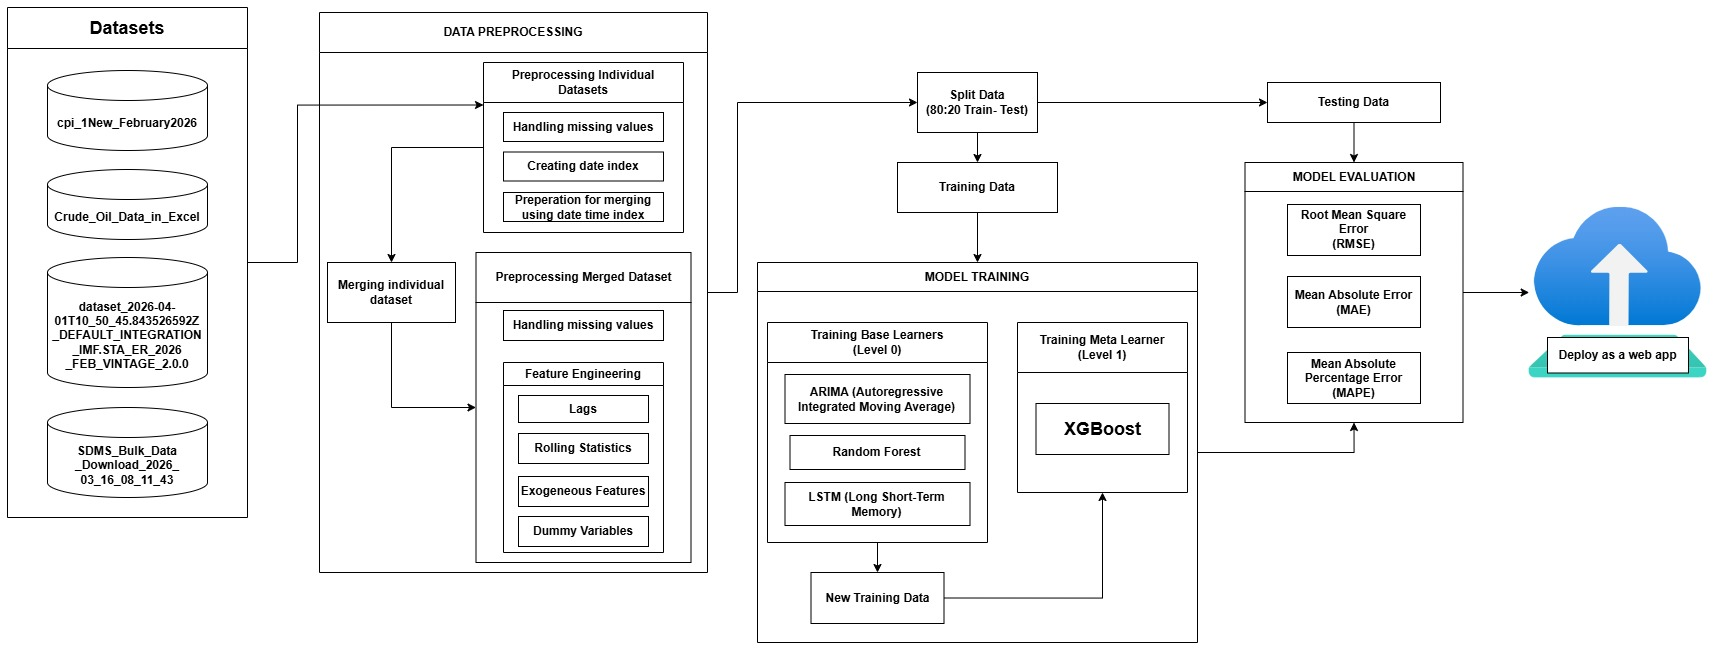 Datasets
cpi_1New_February2026
Crude_Oil_Data_in_Excel
dataset_2026-04-
01T10_50_45.843526592Z
_DEFAULT_INTEGRATION
_IMF.STA_ER_2026
_FEB_VINTAGE_2.0.0
SDMS_Bulk_Data
_Download_2026_
03_16_08_11_43
DATA PREPROCESSING
Preprocessing Individual
Datasets
Handling missing values
Creating date index
Preperation for merging
using date time index
Merging individual
dataset
Preprocessing Merged Dataset
Handling missing values
Feature Engineering
Lags
Rolling Statistics
Exogeneous Features
Dummy Variables
Split Data
(80:20 Train- Test)
Training Data
MODEL TRAINING
Training Base Learners
(Level 0)
ARIMA (Autoregressive
Integrated Moving Average)
Random Forest
LSTM (Long Short-Term
Memory)
New Training Data
Training Meta Learner
(Level 1)
XGBoost
Testing Data
MODEL EVALUATION
Root Mean Square
Error
(RMSE)
Mean Absolute Error
(MAE)
Mean Absolute
Percentage Error
(MAPE)
Deploy as a web app